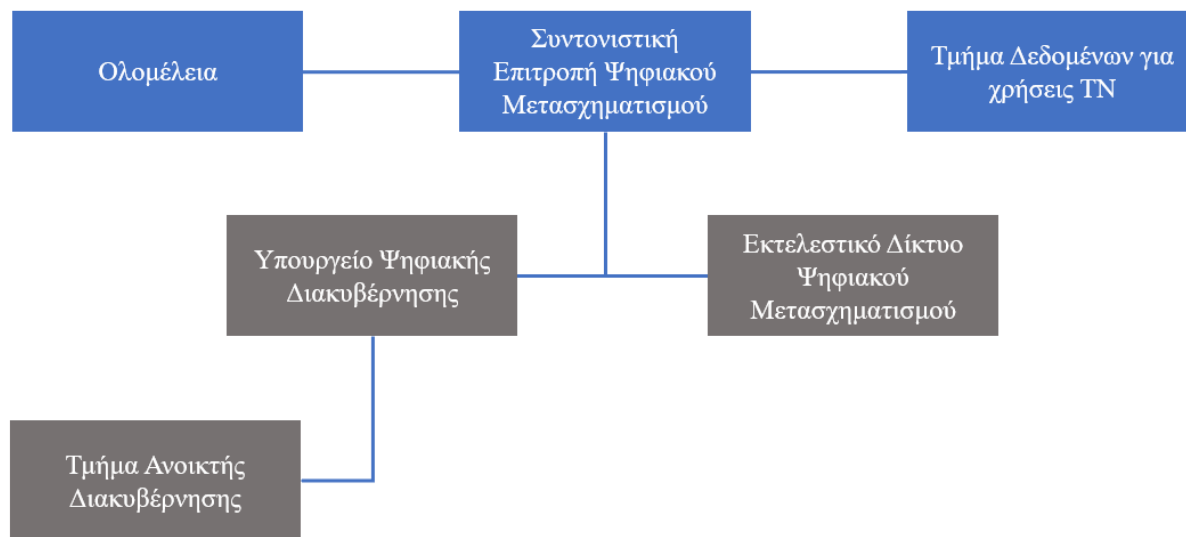 Ολομέλεια
Συντονιστική
Επιτροπή Ψηφιακού
Μετασχηματισμού
Τμήμα Δεδομένων για
χρήσεις ΤΝ
Υπουργείο Ψηφιακής
Διακυβέρνησης
Εκτελεστικό Δίκτυο
Ψηφιακού
Μετασχηματισμού
Τμήμα Ανοικτής
Διακυβέρνησης